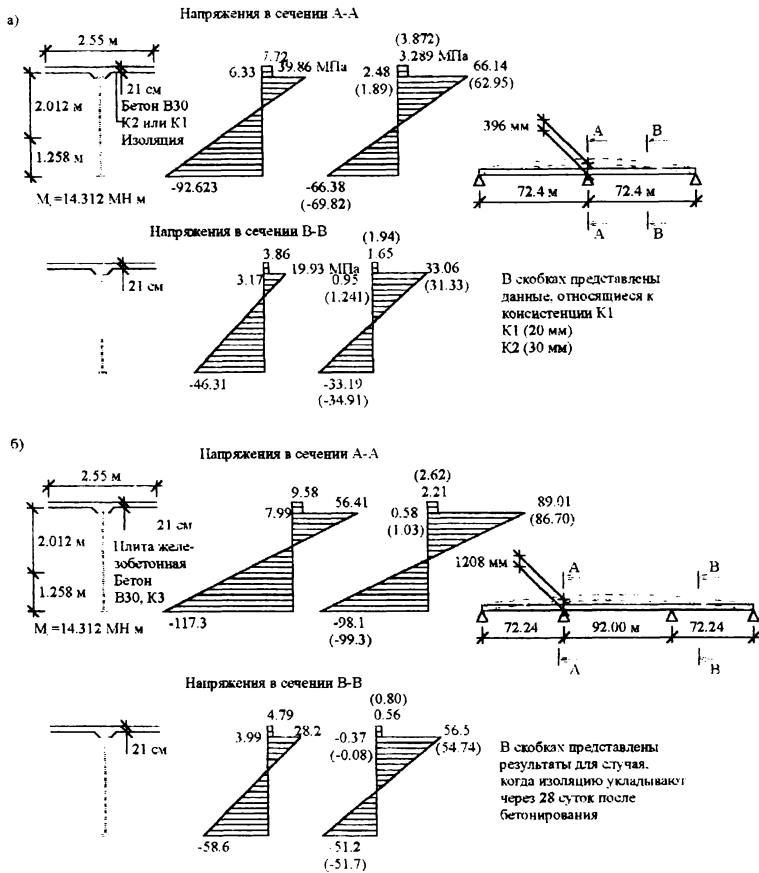 а)
Напряжения в сечении А-А
2.55 м
21 см
Бетон В30
К2 или К1
Изоляция
2.012 м
1.258 м
М =14.312 МН м
7.72
6.33
39.86 МПа
-92.623
(3.872)
3.289 МПа
2.48
(1.89)
66.14
(62.95)
-66.38
(-69.82)
396 мм
А
В
72.4 м
72.4 м
А
В
Напряжения в сечении В-В
21 см
3.86
3.17
19.93 МПа
-46.31
(1.94)
1.65
0.95
(1.241)
33.06
(31.33)
-33.19
(-34.91)
В скобках представлены
данные, относящиеся к
консистенции К1
К1 (20 мм)
К2 (30 мм)
б)
Напряжения в сечении А-А
2.55 м
21 см
Плита желе-
зобетонная
Бетон
В30, К3
2.012 м
1.258 м
М =14.312 МН м
9.58
7.99
56.41
-117.3
(2.62)
2.21
0.58
(1.03)
89.01
(86.70)
-98.1
(-99.3)
1208 мм
А
В
72.24
92.00 м
72.24
А
В
Напряжения в сечении В-В
21 см
4.79
3.99
28.2
-58.6
(0.80)
0.56
-0.37
(-0.08)
56.5
(54.74)
-51.2
(-51.7)
В скобках представлены
результаты для случая,
когда изоляцию укладывают
через 28 суток после
бетонирования